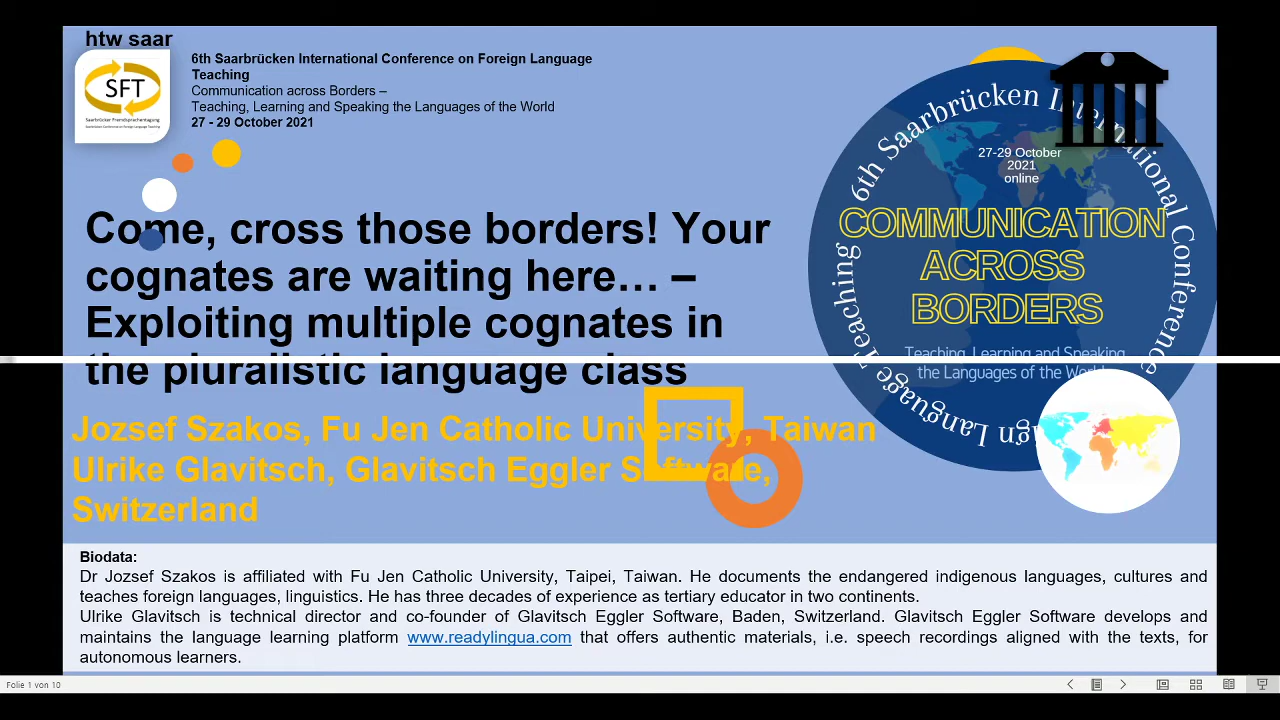 htw saar
SFT
Saarbrücker Fremdsprachentagung
Saarbrücken Conference on Foreign Language Teaching
6th Saarbrücken International Conference on Foreign Language
Teaching
Communication across Borders –
Teaching, Learning and Speaking the Languages of the World
27 - 29 October 2021
6th Saarbrücken International Conference
Language Teaching
27-29 October
2021
online
COMMUNICATION
ACROSS
BORDERS
Teaching, Learning and Speaking
the Languages of the World
Come, cross those borders! Your
cognates are waiting here… –
Exploiting multiple cognates in
the pluralistic language class
Jozsef Szakos, Fu Jen Catholic University, Taiwan
Ulrike Glavitsch, Glavitsch Eggler Software,
Switzerland
Biodata:
Dr Jozsef Szakos is affiliated with Fu Jen Catholic University, Taipei, Taiwan. He documents the endangered indigenous languages, cultures and
teaches foreign languages, linguistics. He has three decades of experience as tertiary educator in two continents.
Ulrike Glavitsch is technical director and co-founder of Glavitsch Eggler Software, Baden, Switzerland. Glavitsch Eggler Software develops and
maintains the language learning platform www.readylingua.com that offers authentic materials, i.e. speech recordings aligned with the texts, for
autonomous learners.
Folie 1 von 10